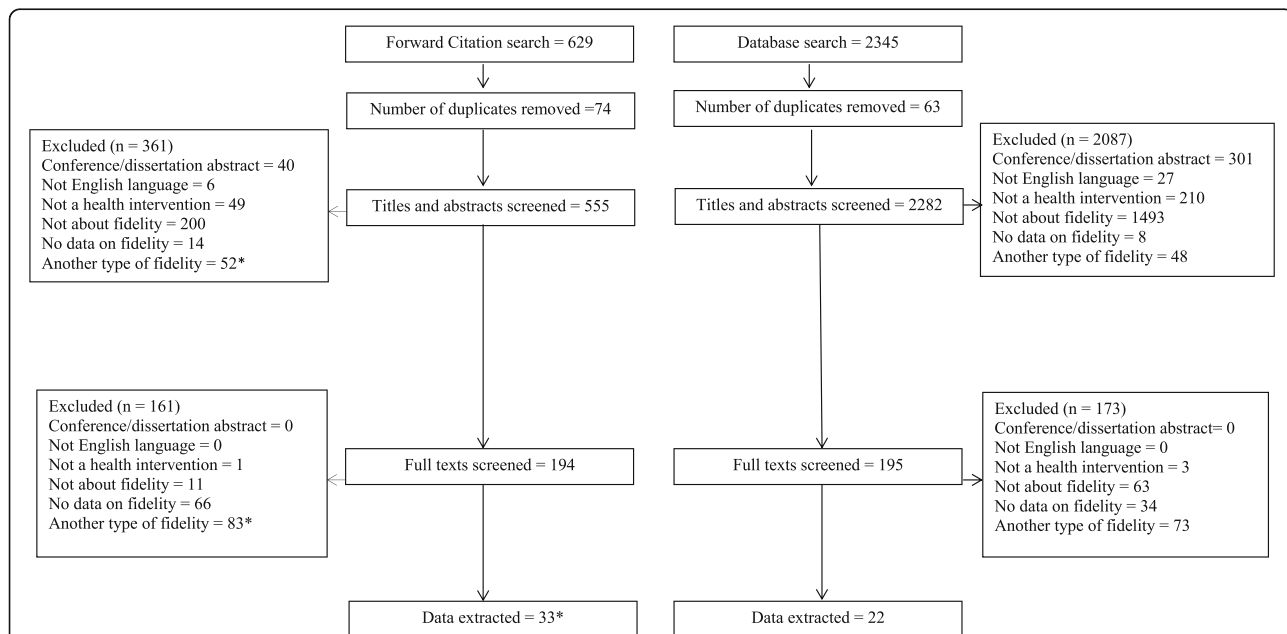 Forward Citation search = 629
Database search = 2345
Number of duplicates removed =74
Number of duplicates removed = 63
Excluded (n = 361)
Conference/dissertation abstract = 40
Not English language = 6
Not a health intervention = 49
Not about fidelity = 200
No data on fidelity = 14
Another type of fidelity = 52*
Titles and abstracts screened = 555
Titles and abstracts screened = 2282
Excluded (n = 2087)
Conference/dissertation abstract = 301
Not English language = 27
Not a health intervention = 210
Not about fidelity = 1493
No data on fidelity = 8
Another type of fidelity = 48
Excluded (n = 161)
Conference/dissertation abstract = 0
Not English language = 0
Not a health intervention = 1
Not about fidelity = 11
No data on fidelity = 66
Another type of fidelity = 83*
Full texts screened = 194
Full texts screened = 195
Excluded (n = 173)
Conference/dissertation abstract= 0
Not English language = 0
Not a health intervention = 3
Not about fidelity = 63
No data on fidelity = 34
Another type of fidelity = 73
Data extracted = 33*
Data extracted = 22